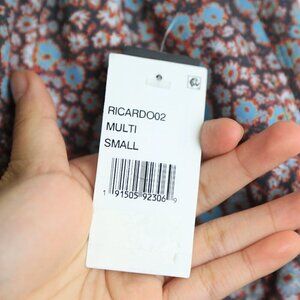 RICARDO02
MULTI
SMALL
1 91505 92306 9